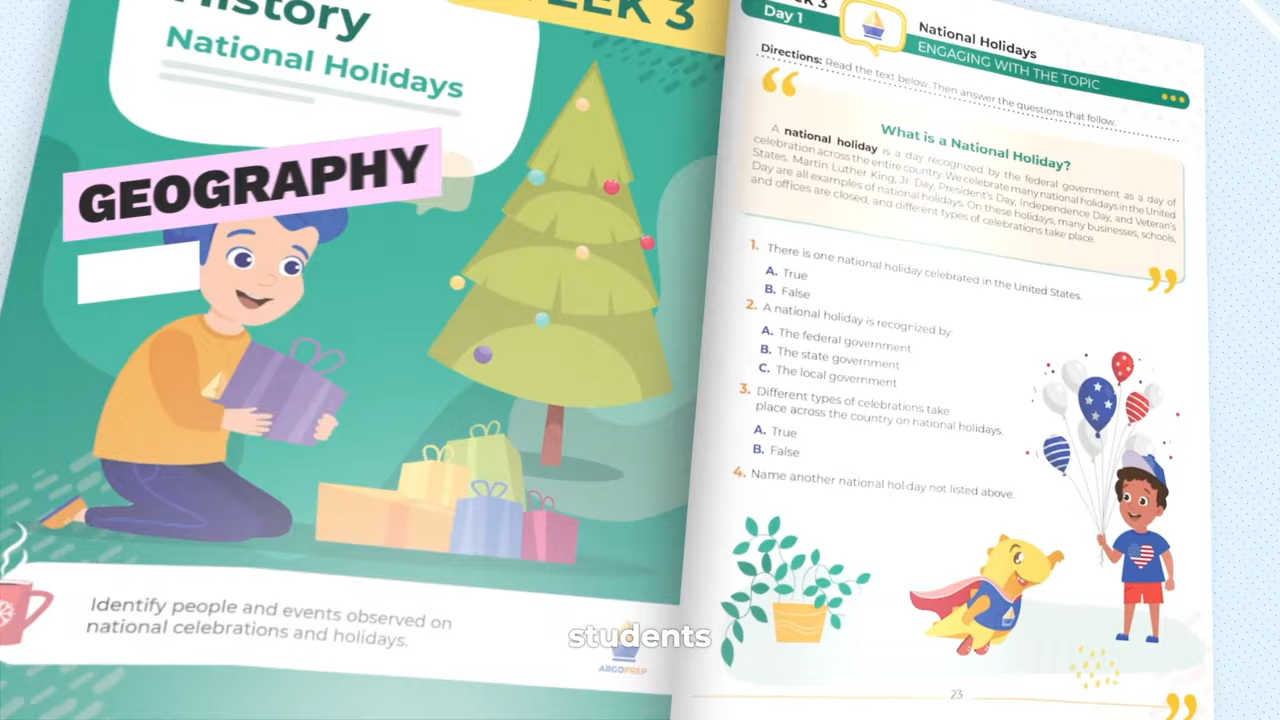 History
National Holidays
GEOGRAPHY
Identify people and events observed on
national celebrations and holidays.
ARGOPREP
students
Day 1
National Holidays
ENGAGING WITH THE TOPIC
Directions: Read the text below. Then answer the questions that follow.
“
What is a National Holiday?
A national holiday is a day recognized by the federal government as a day of
celebration across the entire country. We celebrate many national holidays in the United
States. Martin Luther King, Jr. Day, President's Day, Independence Day, and Veteran's
Day are all examples of national holidays. On these holidays, many businesses, schools,
and offices are closed, and different types of celebrations take place.
”
1. There is one national holiday celebrated in the United States.
A. True
B. False
2. A national holiday is recognized by
A. The federal government
B. The state government
C. The local government
3. Different types of celebrations take
place across the country on national holidays.
A. True
B. False
4. Name another national holiday not listed above.
23